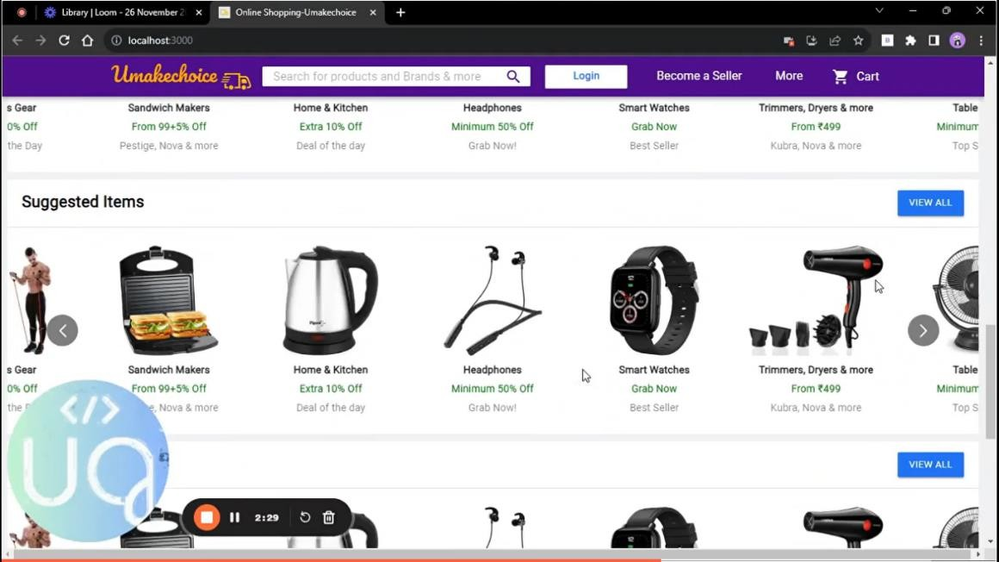 Library | Loom - 26 November 2
Online Shopping-Umakechoice
localhost:3000
Umakechoice
Search for products and Brands & more
Login
Become a Seller
More
Cart
s Gear
Sandwich Makers
Home & Kitchen
Headphones
Smart Watches
Trimmers, Dryers & more
Table
0% Off
From 99+5% Off
Extra 10% Off
Minimum 50% Off
Grab Now
From ₹499
Minimum
the Day
Pestige, Nova & more
Deal of the day
Grab Now!
Best Seller
Kubra, Nova & more
Top S
Suggested Items
VIEW ALL
s Gear
Sandwich Makers
Home & Kitchen
Headphones
Smart Watches
Trimmers, Dryers & more
Table
0% Off
From 99+5% Off
Extra 10% Off
Minimum 50% Off
Grab Now
From ₹499
Minimum
the
e, Nova & more
Deal of the day
Grab Now!
Best Seller
Kubra, Nova & more
Top S
</>
ug
VIEW ALL
2:29